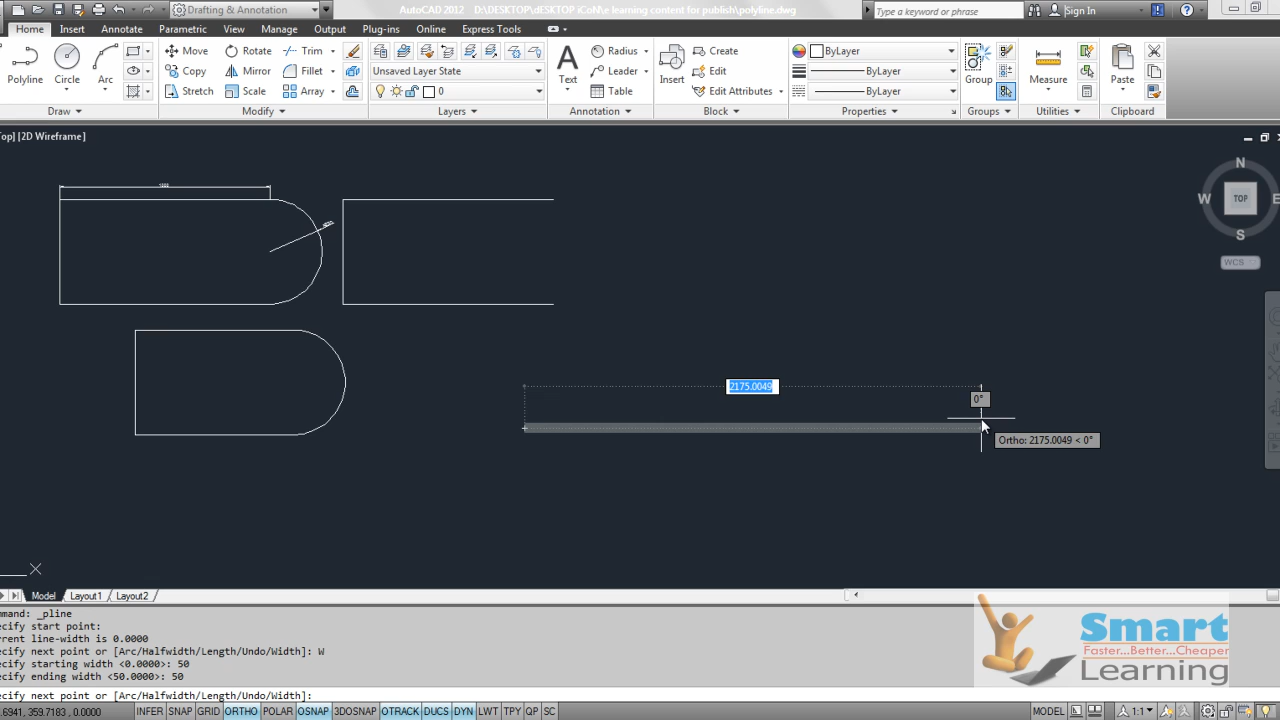 Drafting & Annotation
AutoCAD 2012 D:\DESKTOP\dESKTOP iCoN\e learning content for publish\polyline.dwg
Type a keyword or phrase
Sign In
Home Insert Annotate Parametric View Manage Output Plug-ins Online Express Tools
Polyline Circle Arc
Move Rotate Trim
Copy Mirror Fillet
Stretch Scale Array
Unsaved Layer State
0
Text
Radius
Leader
Table
Insert
Create
Edit
Edit Attributes
ByLayer
ByLayer
ByLayer
Group Measure Paste
Draw Modify Layers Annotation Block Properties Groups Utilities Clipboard
op] [2D Wireframe]
N
W TOP E
S
WCS
2175.0049
0°
Ortho: 2175.0049 < 0°
Model Layout1 Layout2
mmand: _pline
ecify start point:
rrent line-width is 0.0000
ecify next point or [Arc/Halfwidth/Length/Undo/Width]: W
ecify starting width <0.0000>: 50
ecify ending width <50.0000>: 50
ecify next point or [Arc/Halfwidth/Length/Undo/Width]:
Smart
Faster...Better...Cheaper
Learning
.6941, 359.7183, 0.0000 INFER SNAP GRID ORTHO POLAR OSNAP 3DOSNAP OTRACK DUCS DYN LWT TPY QP SC MODEL 1:1